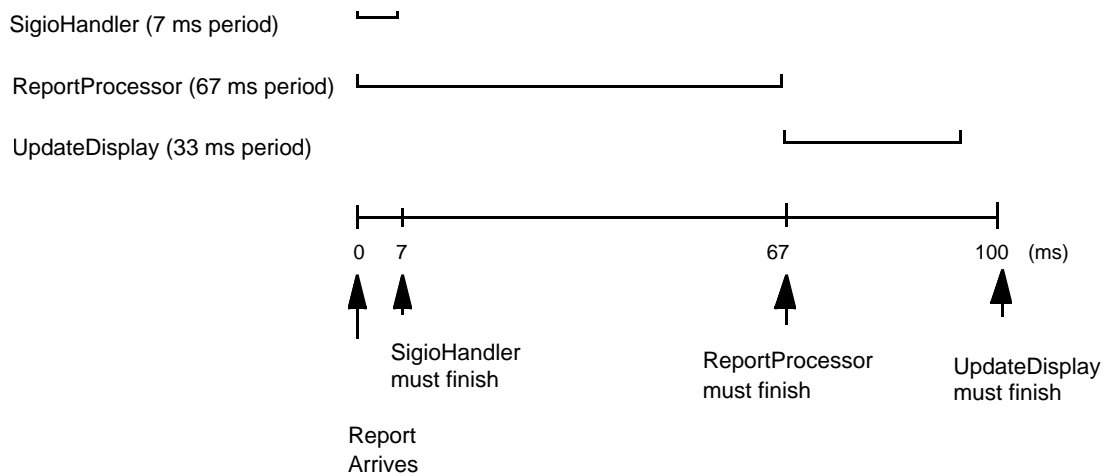 SigioHandler (7 ms period)
ReportProcessor (67 ms period)
UpdateDisplay (33 ms period)
0
7
67
100
(ms)
SigioHandler
must finish
ReportProcessor
must finish
UpdateDisplay
must finish
Report
Arrives